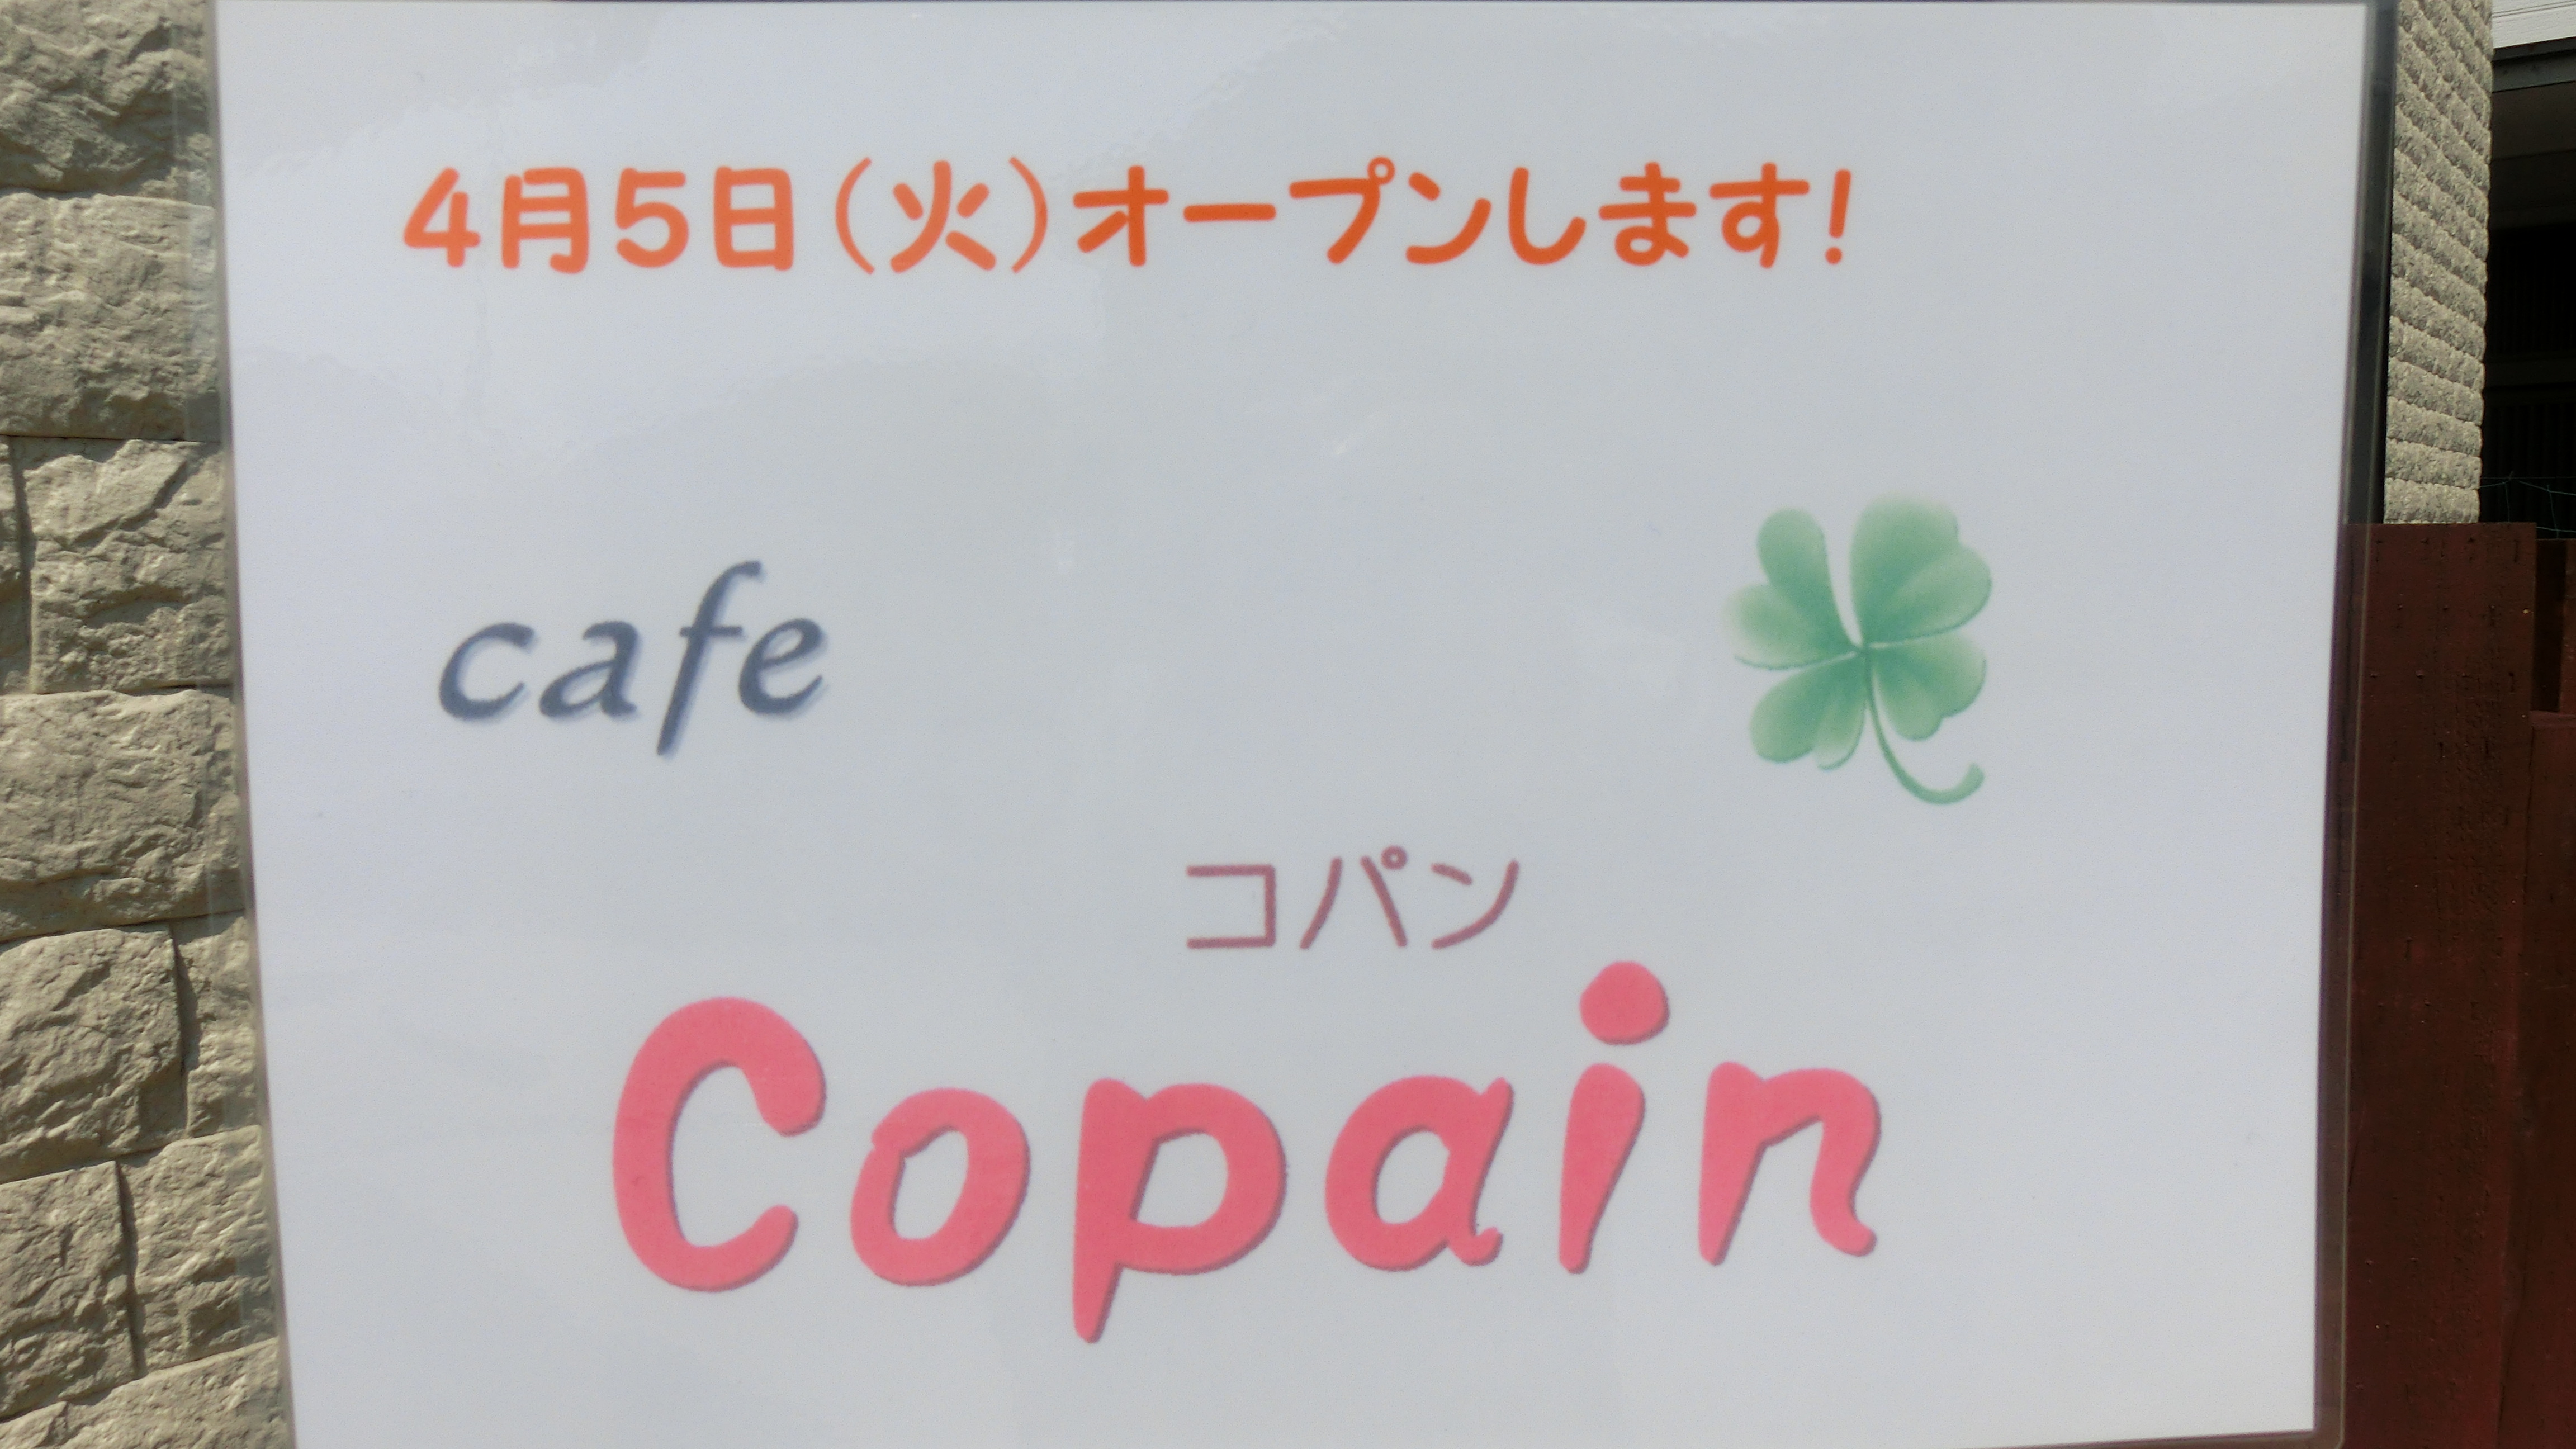 4月5日(火)オープンします!
cafe
コパン
Copain